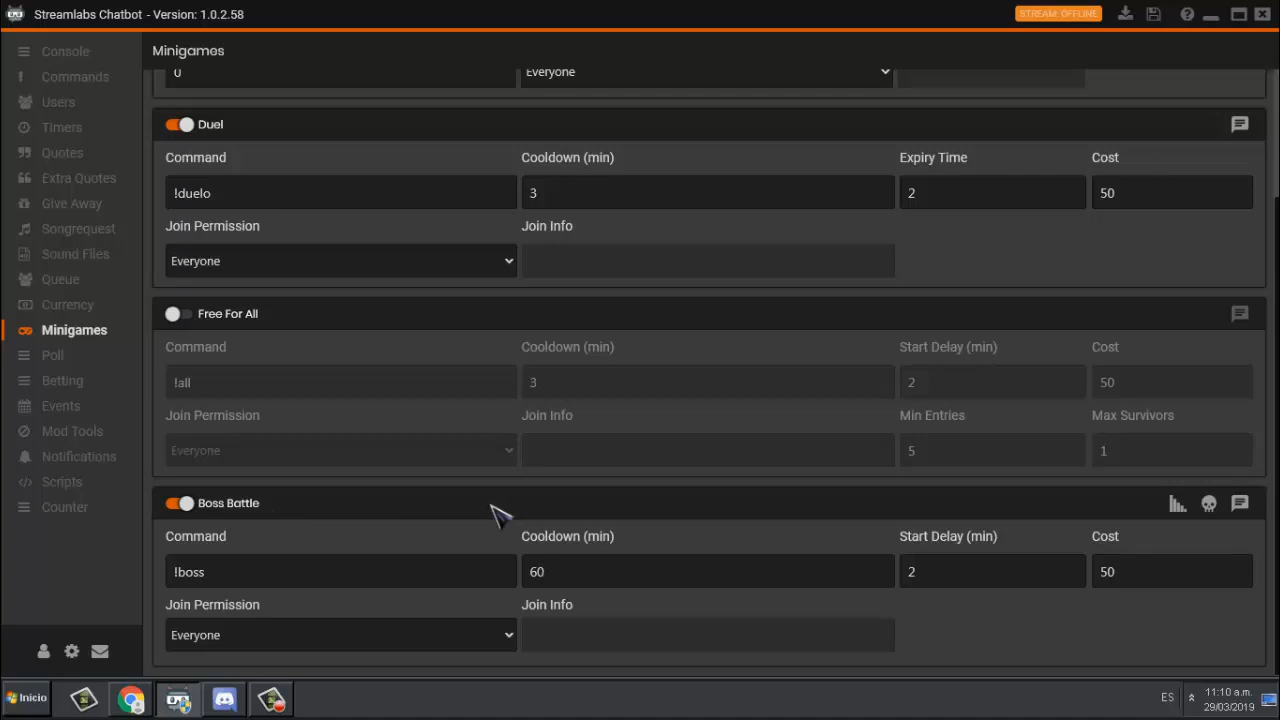 Streamlabs Chatbot - Version: 1.0.2.58
STREAM: OFFLINE
Console
Commands
Users
Timers
Quotes
Extra Quotes
Give Away
Songrequest
Sound Files
Queue
Currency
Minigames
Poll
Betting
Events
Mod Tools
Notifications
Scripts
Counter
Minigames
0 Everyone
Duel
Command Cooldown (min) Expiry Time Cost
!duelo 3 2 50
Join Permission Join Info
Everyone
Free For All
Command Cooldown (min) Start Delay (min) Cost
!all 3 2 50
Join Permission Join Info Min Entries Max Survivors
Everyone 5 1
Boss Battle
Command Cooldown (min) Start Delay (min) Cost
!boss 60 2 50
Join Permission Join Info
Everyone
Inicio
ES
11:10 a.m.
29/03/2019